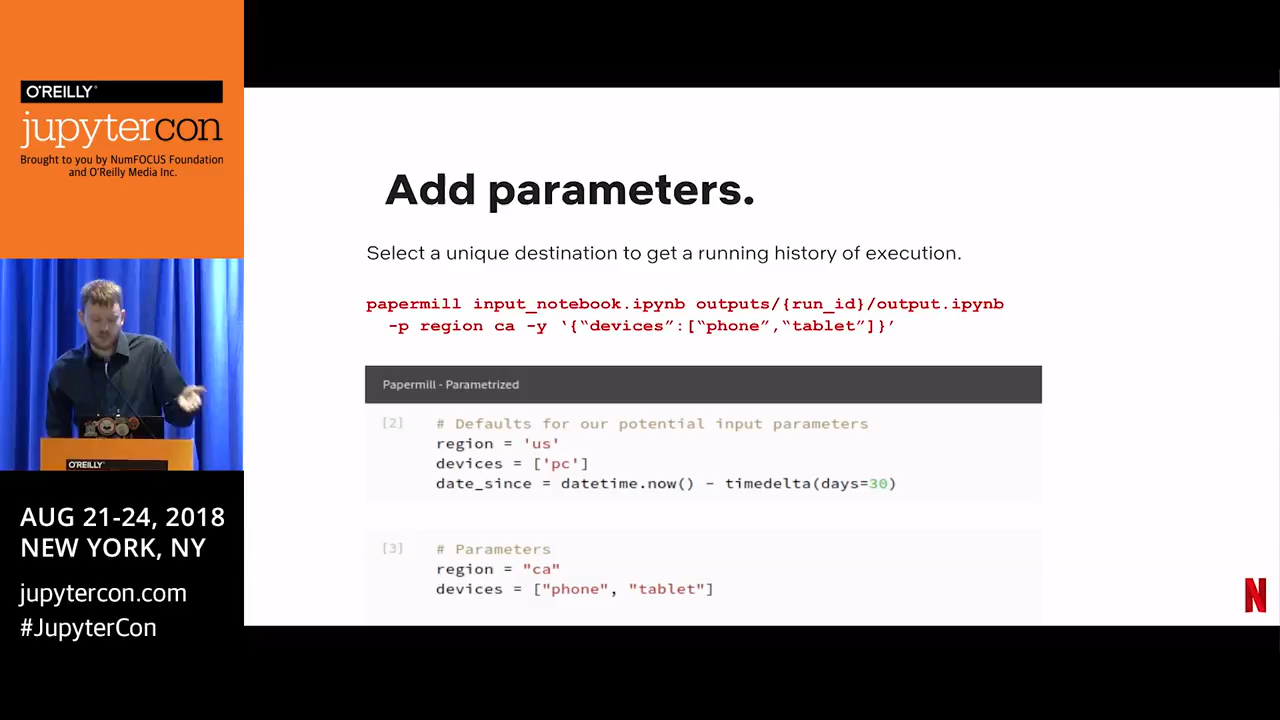 O'REILLY®
jupytercon
Brought to you by NumFOCUS Foundation
and O'Reilly Media Inc.
O'REILLY®
AUG 21-24, 2018
NEW YORK, NY
jupytercon.com
#JupyterCon
Add parameters.
Select a unique destination to get a running history of execution.
papermill input_notebook.ipynb outputs/{run_id}/output.ipynb
-p region ca -y ‘{“devices”:[“phone”,“tablet”]}’
Papermill - Parametrized
[2] # Defaults for our potential input parameters
region = 'us'
devices = ['pc']
date_since = datetime.now() - timedelta(days=30)
[3] # Parameters
region = "ca"
devices = ["phone", "tablet"]
N